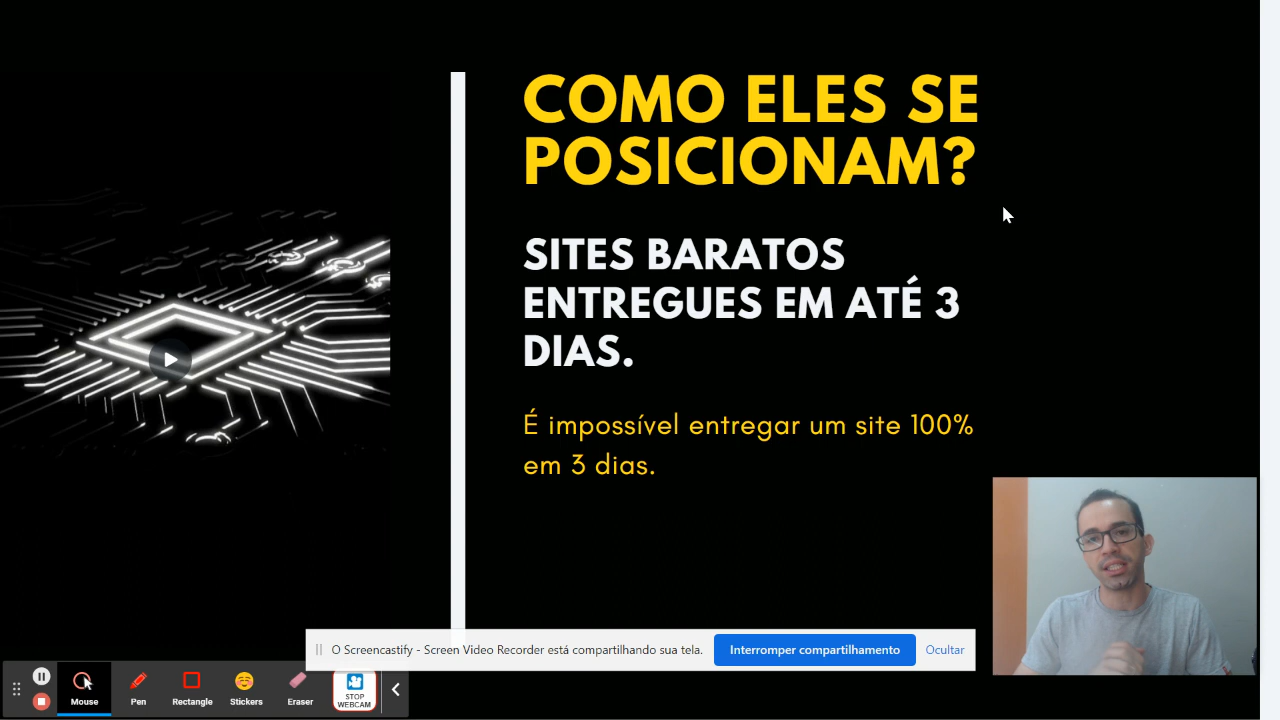 COMO ELES SE
POSICIONAM?
SITES BARATOS
ENTREGUES EM ATÉ 3
DIAS.
É impossível entregar um site 100%
em 3 dias.
O Screencastify - Screen Video Recorder está compartilhando sua tela.
Interromper compartilhamento
Ocultar
Mouse
Pen
Rectangle
Stickers
Eraser
STOP
WEBCAM